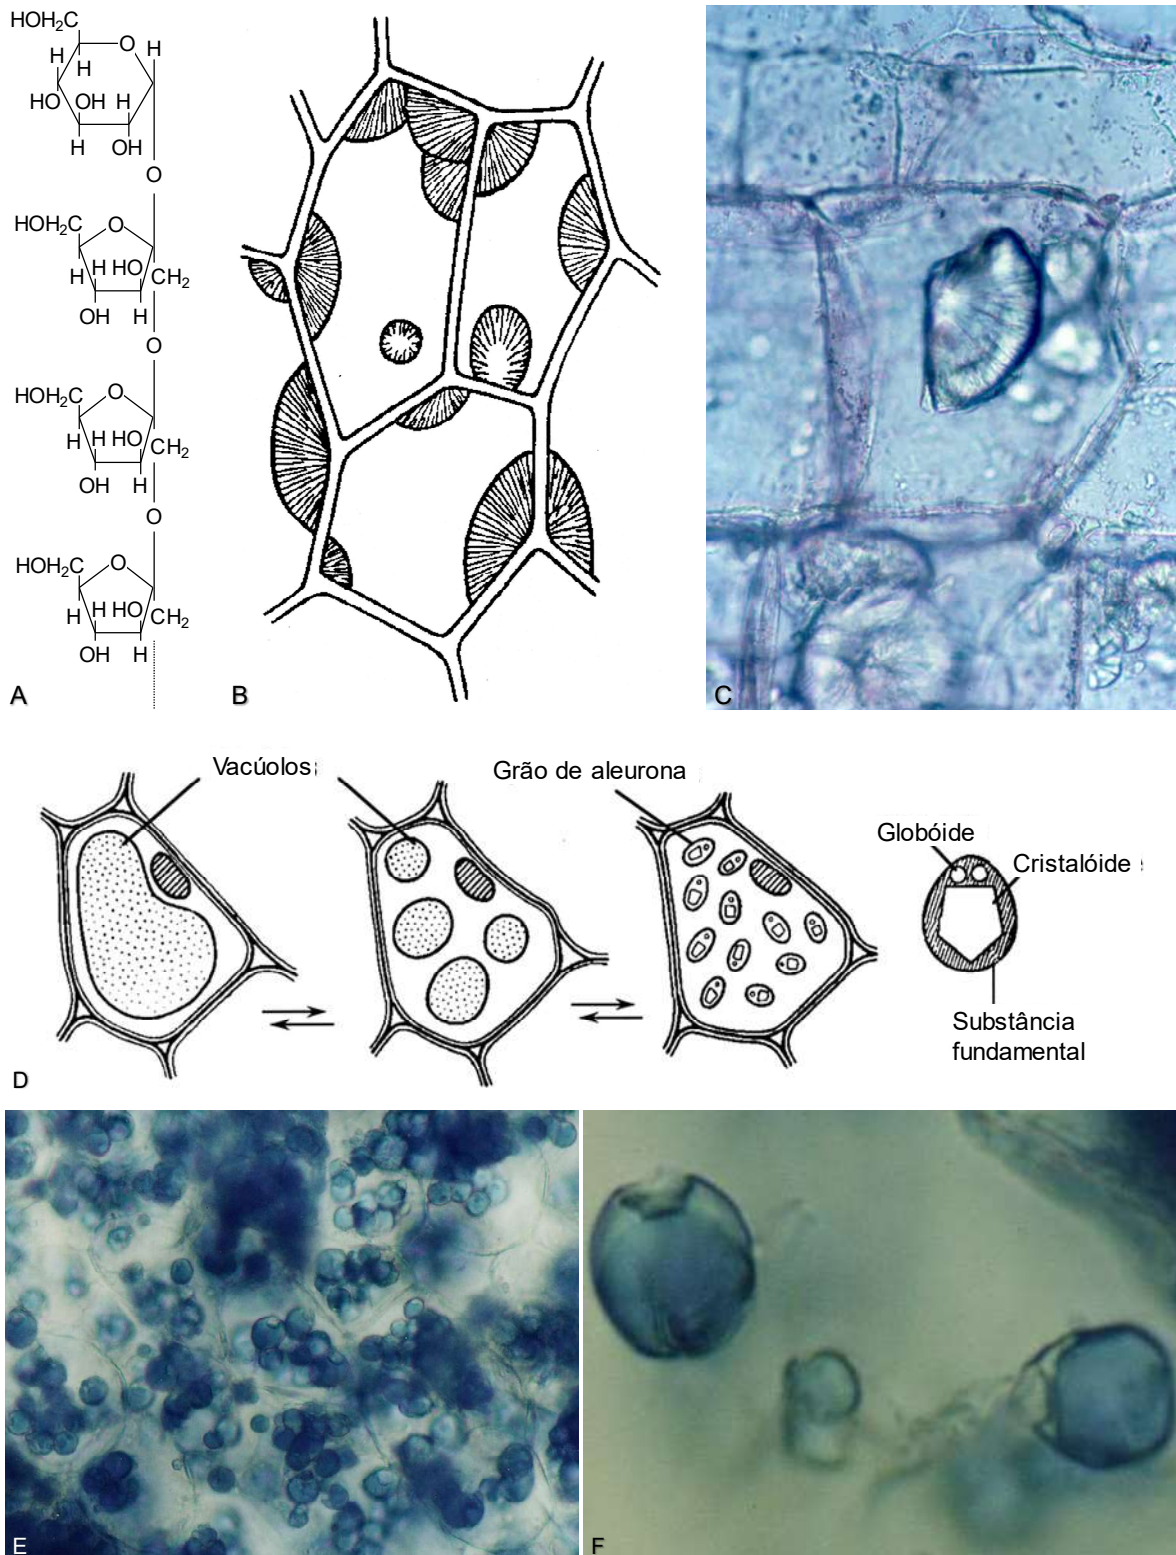 HOH₂C
O
H
H
H
HO
OH
H
H
OH
O
HOH₂C
O
H
H
HO
CH₂
OH
H
O
HOH₂C
O
H
H
HO
CH₂
OH
H
O
HOH₂C
O
H
H
HO
CH₂
OH
H
A
B
C
Vacúolos
Grão de aleurona
Globóide
Cristalóide
Substância
fundamental
D
E
F